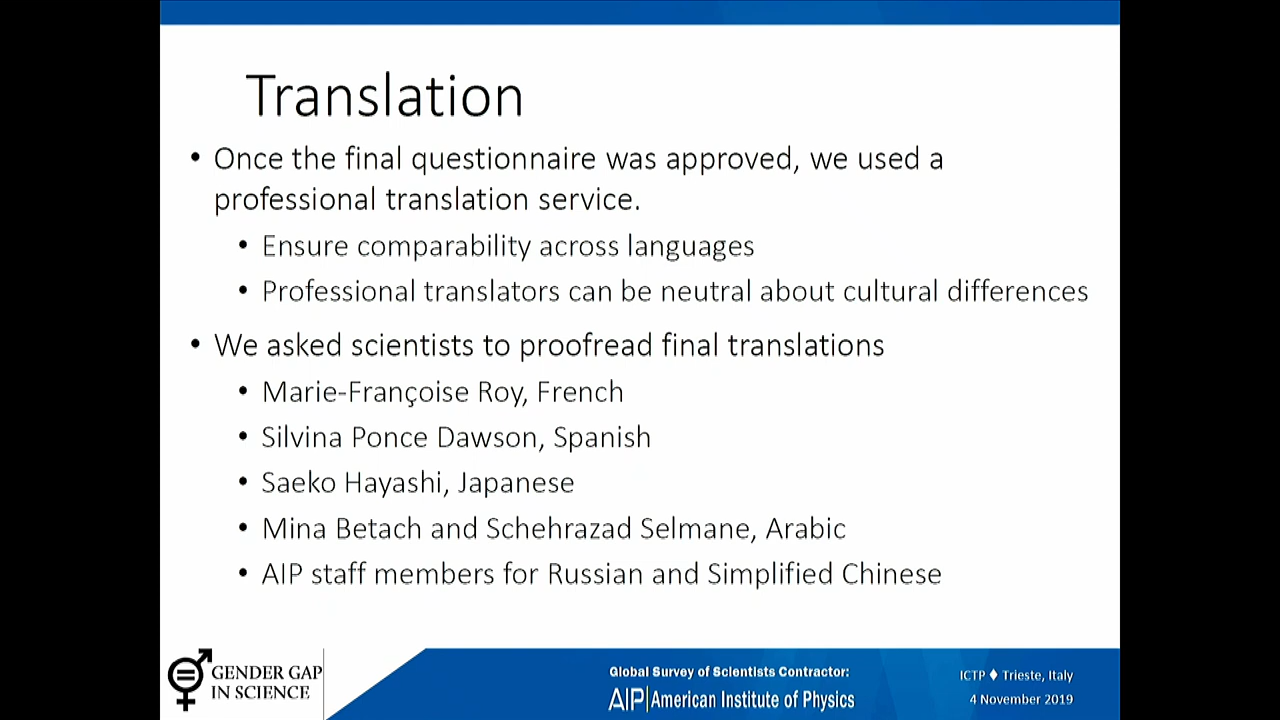 Translation
• Once the final questionnaire was approved, we used a
professional translation service.
• Ensure comparability across languages
• Professional translators can be neutral about cultural differences
• We asked scientists to proofread final translations
• Marie-Françoise Roy, French
• Silvina Ponce Dawson, Spanish
• Saeko Hayashi, Japanese
• Mina Betach and Schehrazad Selmane, Arabic
• AIP staff members for Russian and Simplified Chinese
GENDER GAP
IN SCIENCE
Global Survey of Scientists Contractor:
AIP|American Institute of Physics
ICTP ♦ Trieste, Italy
4 November 2019